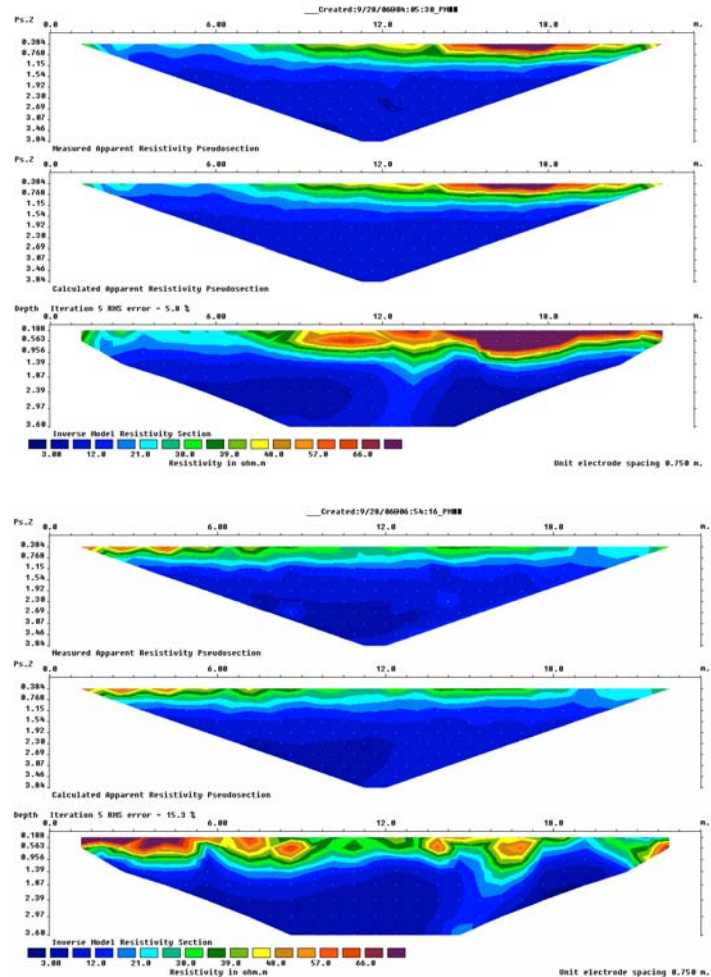 ___Created:9/28/06@04:05:30_PM
Ps.Z 0.0 6.00 12.0 18.0 m.
0.384
0.768
1.15
1.54
1.92
2.30
2.69
3.07
3.46
3.84
Measured Apparent Resistivity Pseudosection
Ps.Z 0.0 6.00 12.0 18.0 m.
0.384
0.768
1.15
1.54
1.92
2.30
2.69
3.07
3.46
3.84
Calculated Apparent Resistivity Pseudosection
Depth Iteration 5 RMS error = 5.0 %
0.0 6.00 12.0 18.0 m.
0.188
0.563
0.956
1.39
1.87
2.39
2.97
3.60
Inverse Model Resistivity Section
3.00 12.0 21.0 30.0 39.0 48.0 57.0 66.0
Resistivity in ohm.m Unit electrode spacing 0.750 m.
___Created:9/28/06@06:54:16_PM
Ps.Z 0.0 6.00 12.0 18.0 m.
0.384
0.768
1.15
1.54
1.92
2.30
2.69
3.07
3.46
3.84
Measured Apparent Resistivity Pseudosection
Ps.Z 0.0 6.00 12.0 18.0 m.
0.384
0.768
1.15
1.54
1.92
2.30
2.69
3.07
3.46
3.84
Calculated Apparent Resistivity Pseudosection
Depth Iteration 5 RMS error = 15.3 %
0.0 6.00 12.0 18.0 m.
0.188
0.563
0.956
1.39
1.87
2.39
2.97
3.60
Inverse Model Resistivity Section
3.00 12.0 21.0 30.0 39.0 48.0 57.0 66.0
Resistivity in ohm.m Unit electrode spacing 0.750 m.